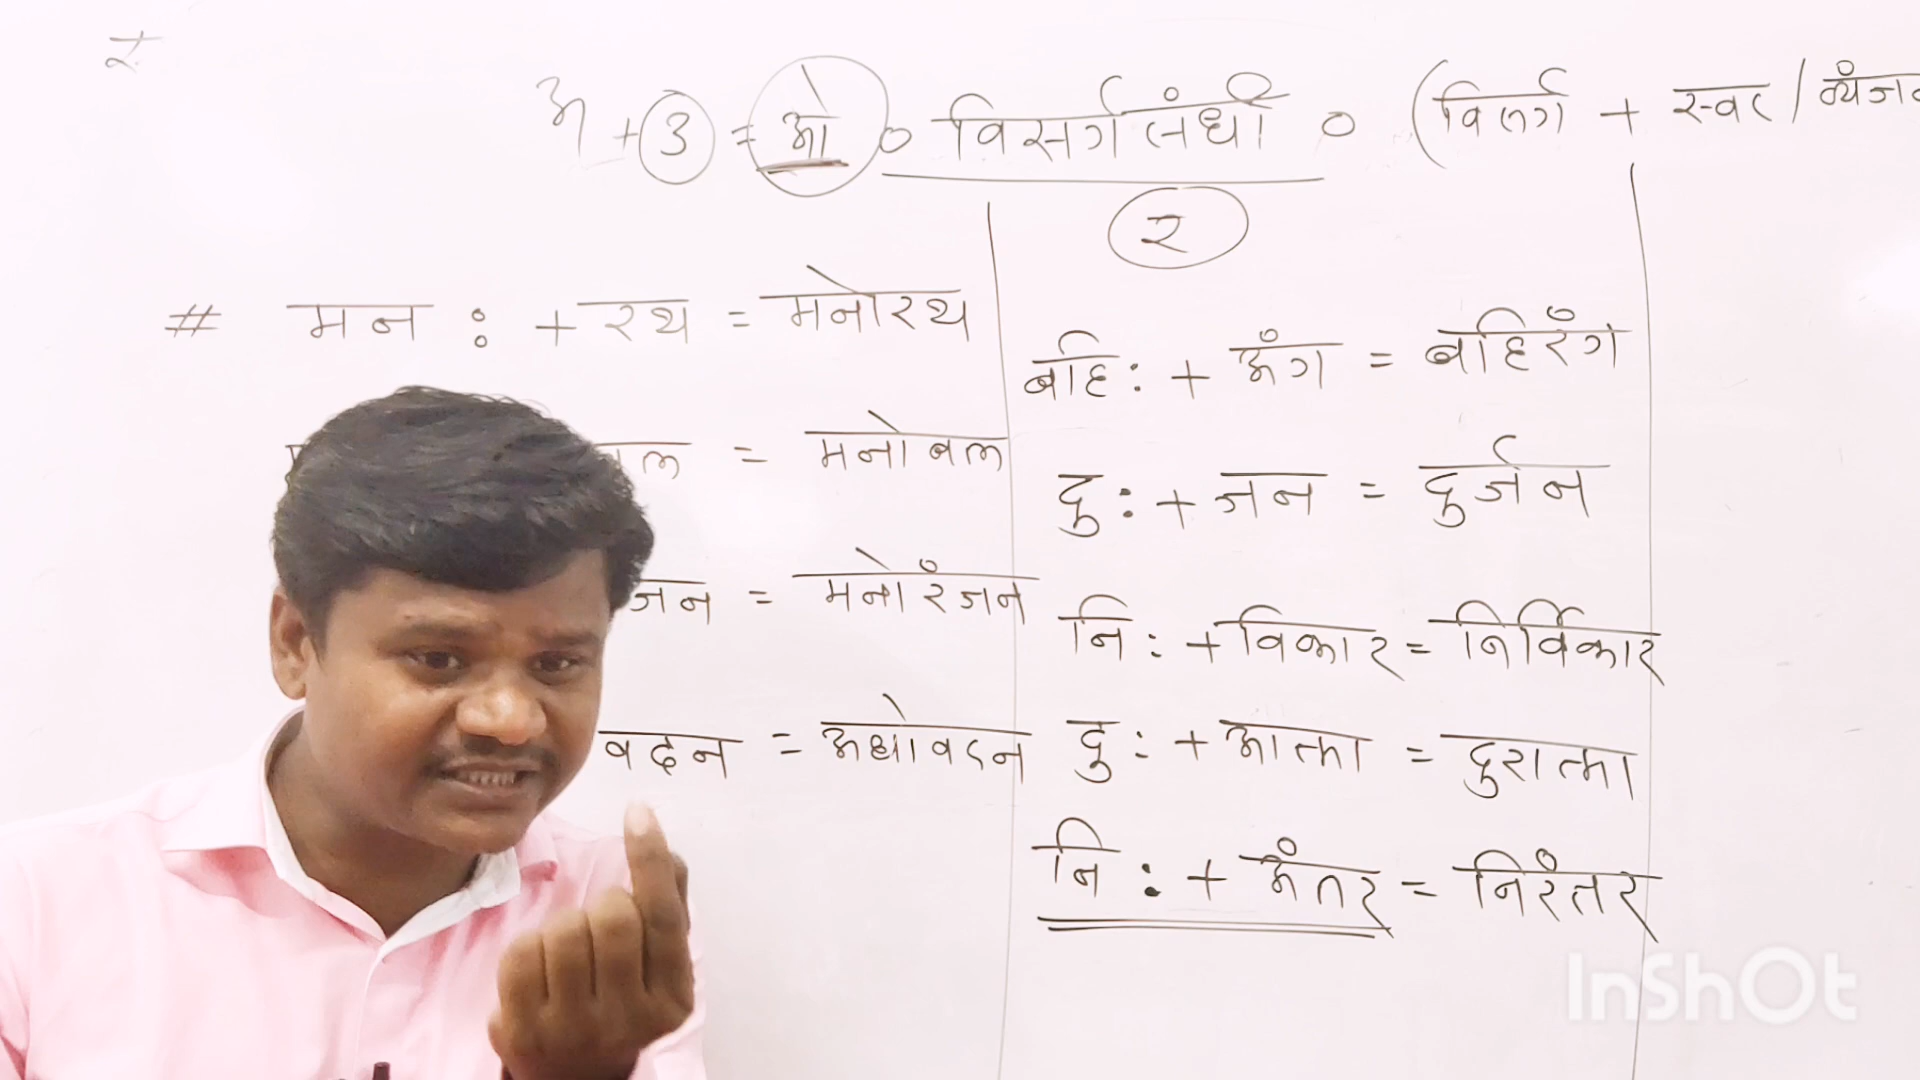 अ + उ = ओ ० विसर्ग संधी ० (विसर्ग + स्वर / व्यंजन
र
# मन : + रथ = मनोरथ
= मनोबल
जन = मनोरंजन
वदन = अधोवदन
बहि: + अंग = बहिरंग
दु: + जन = दुर्जन
नि: + विकार = निर्विकार
दु: + आत्मा = दुरात्मा
नि: + अंतर = निरंतर
InShOt